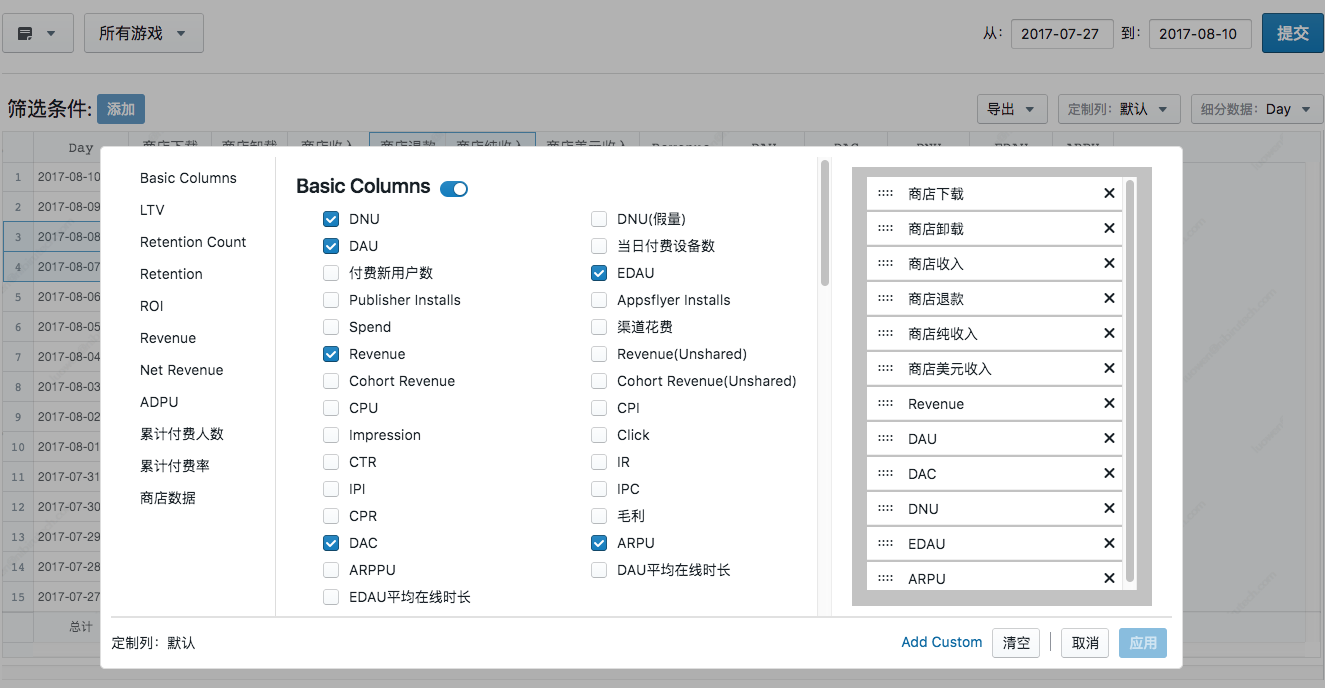 所有游戏 从: 2017-07-27 到: 2017-08-10 提交
筛选条件: 添加 导出 定制列: 默认 细分数据: Day
Day
1 2017-08-10
2 2017-08-09
3 2017-08-08
4 2017-08-07
5 2017-08-06
6 2017-08-05
7 2017-08-04
8 2017-08-03
9 2017-08-02
10 2017-08-01
11 2017-07-31
12 2017-07-30
13 2017-07-29
14 2017-07-28
15 2017-07-27
总计
Basic Columns
LTV
Retention Count
Retention
ROI
Revenue
Net Revenue
ADPU
累计付费人数
累计付费率
商店数据
Basic Columns
DNU DNU(假量)
DAU 当日付费设备数
付费新用户数 EDAU
Publisher Installs Appsflyer Installs
Spend 渠道花费
Revenue Revenue(Unshared)
Cohort Revenue Cohort Revenue(Unshared)
CPU CPI
Impression Click
CTR IR
IPI IPC
CPR 毛利
DAC ARPU
ARPPU DAU平均在线时长
EDAU平均在线时长
商店下载
商店卸载
商店收入
商店退款
商店纯收入
商店美元收入
Revenue
DAU
DAC
DNU
EDAU
ARPU
定制列: 默认 Add Custom 清空 取消 应用